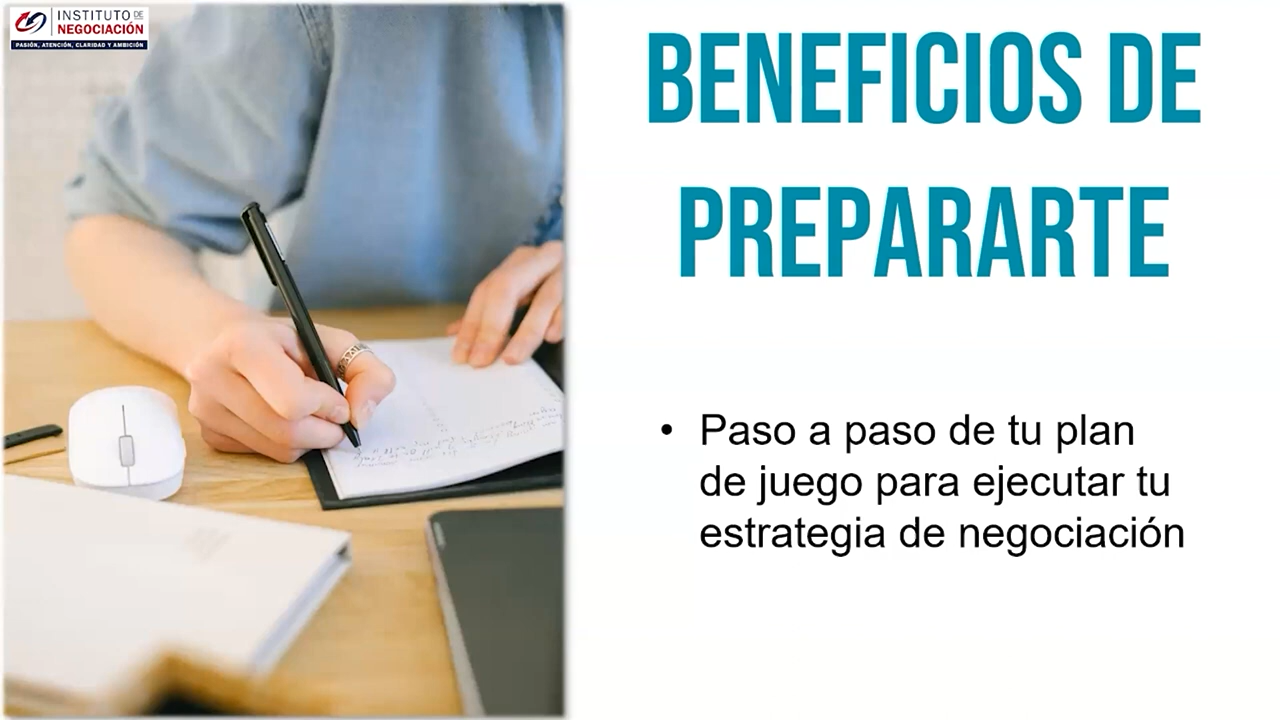 INSTITUTO DE
NEGOCIACIÓN
PASIÓN, ATENCIÓN, CLARIDAD Y AMBICIÓN
BENEFICIOS DE
PREPARARTE
• Paso a paso de tu plan
de juego para ejecutar tu
estrategia de negociación